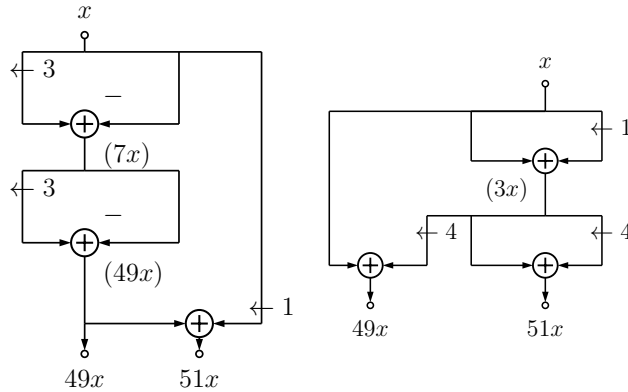 x
← 3
−
(7x)
← 3
−
(49x)
← 1
49x
51x
x
← 1
(3x)
← 4
← 4
49x
51x